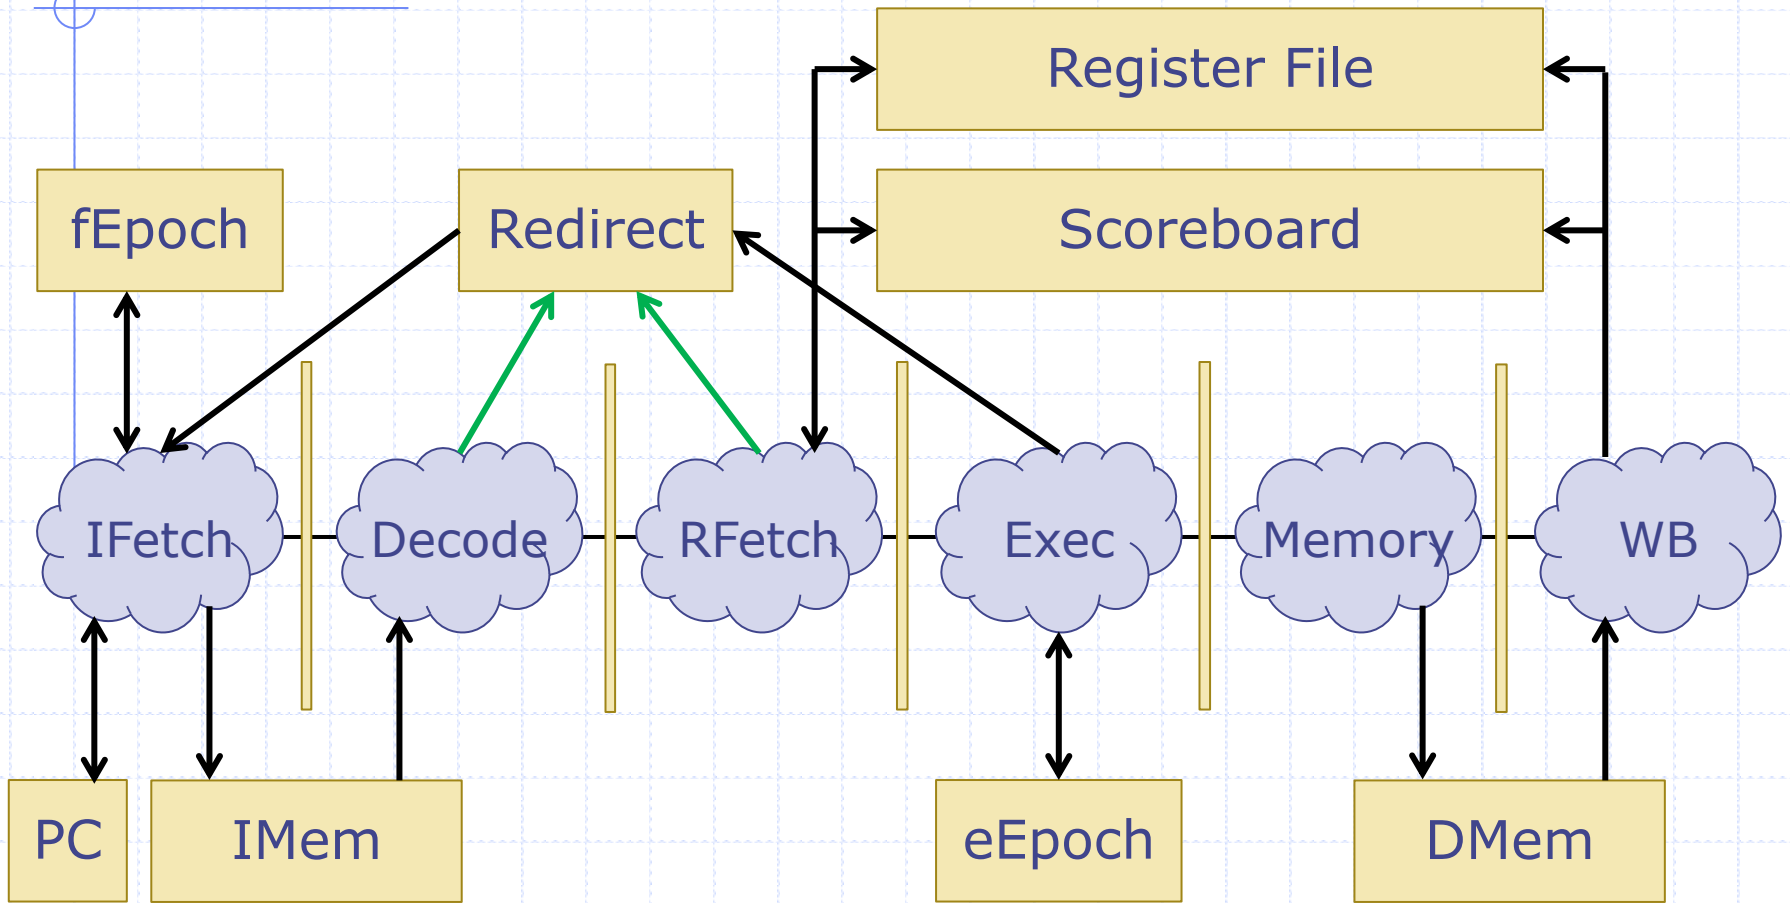 Register File
fEpoch
Redirect
Scoreboard
IFetch
Decode
RFetch
Exec
Memory
WB
PC
IMem
eEpoch
DMem